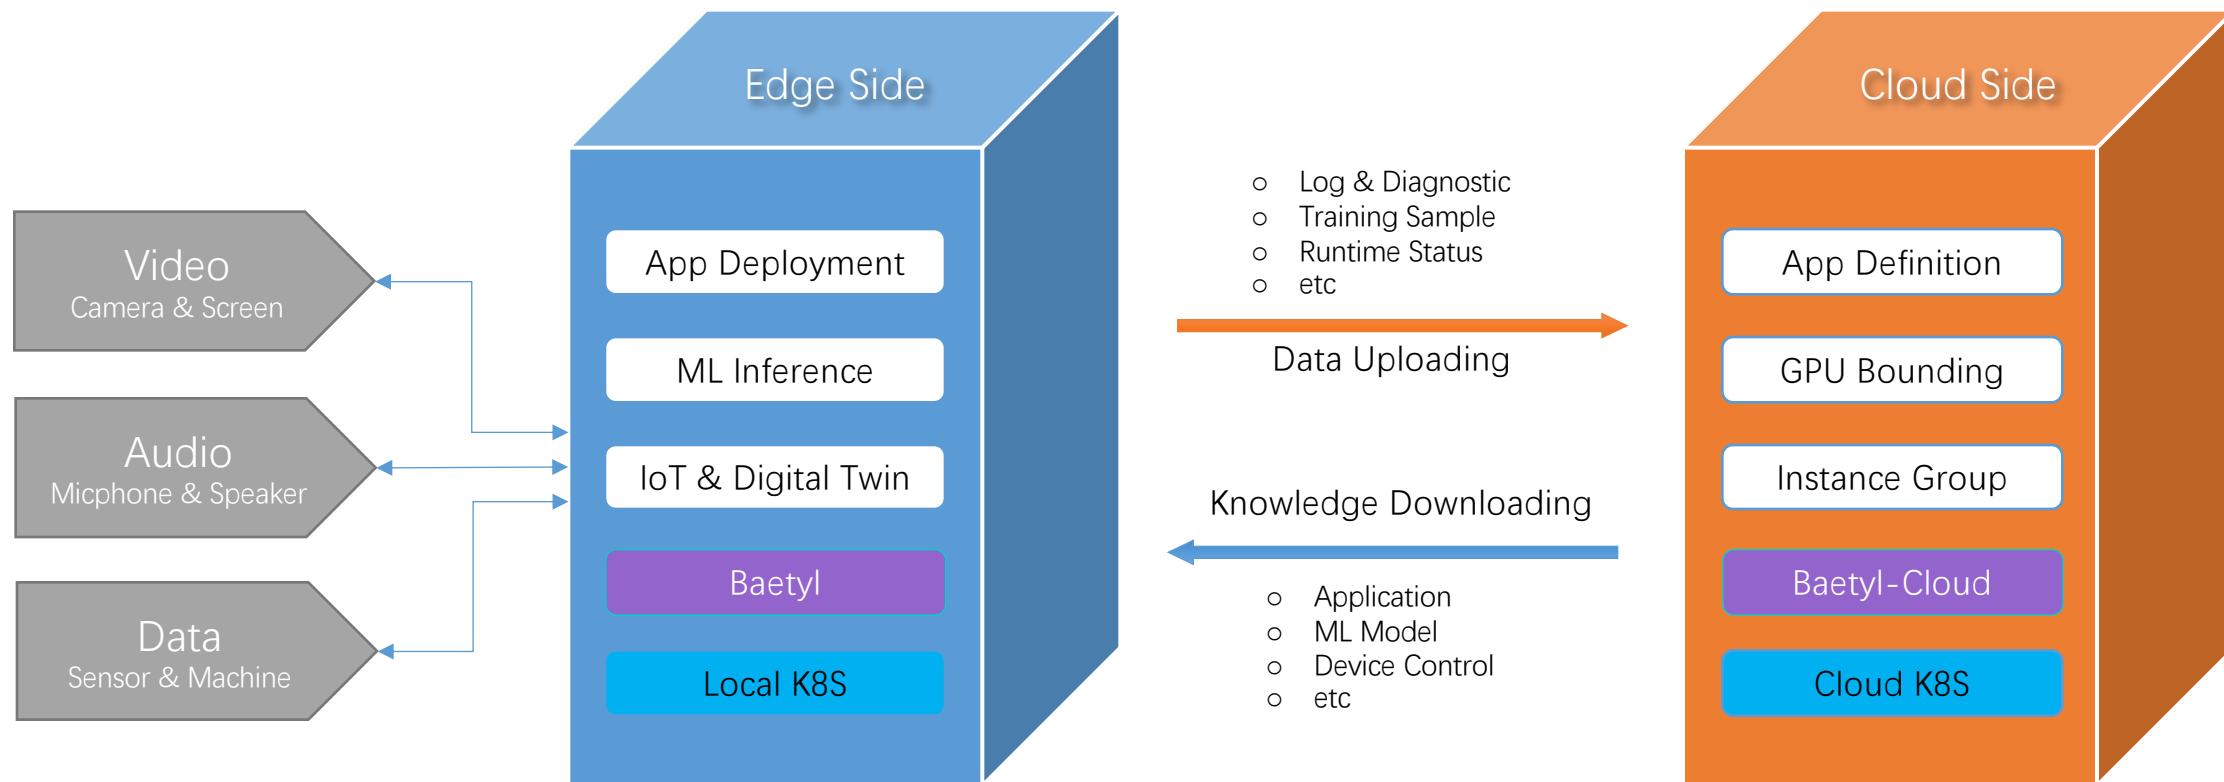 Edge Side
Cloud Side
Video
Camera & Screen
Audio
Micphone & Speaker
Data
Sensor & Machine
App Deployment
ML Inference
IoT & Digital Twin
Baetyl
Local K8S
Log & Diagnostic
Training Sample
Runtime Status
etc
Data Uploading
Knowledge Downloading
Application
ML Model
Device Control
etc
App Definition
GPU Bounding
Instance Group
Baetyl-Cloud
Cloud K8S